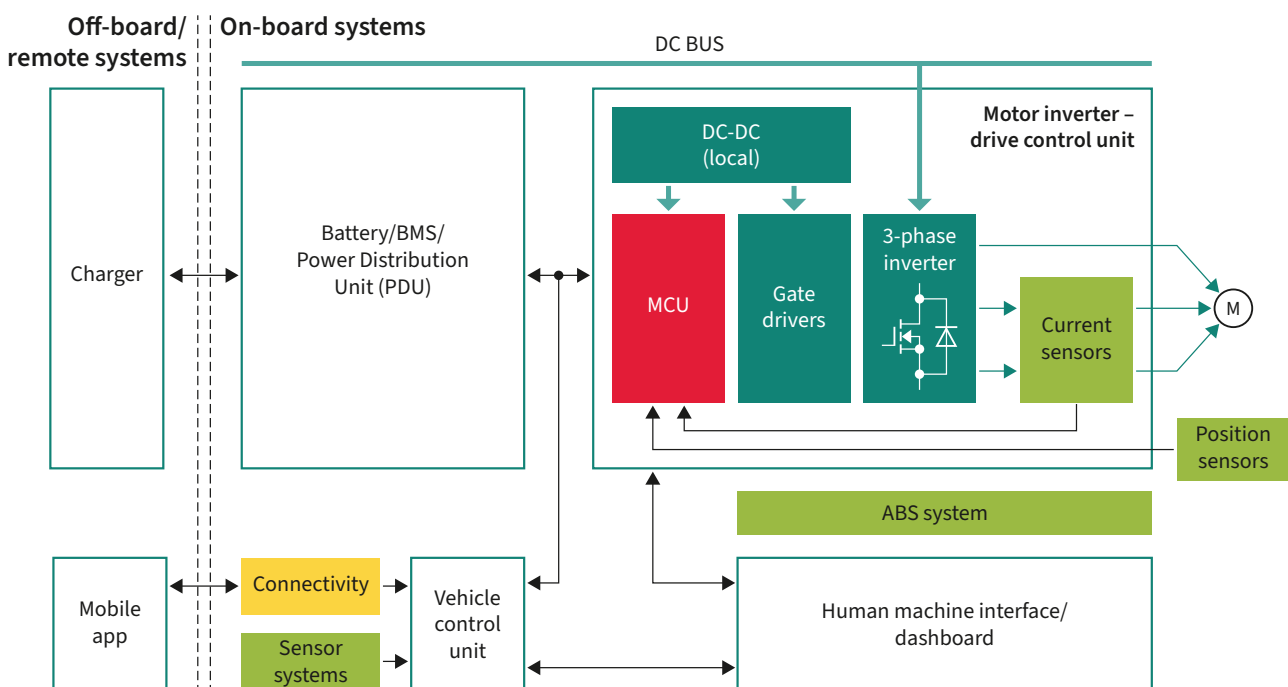 Off-board/
remote systems
On-board systems
DC BUS
Charger
Battery/BMS/
Power Distribution
Unit (PDU)
Motor inverter –
drive control unit
DC-DC
(local)
MCU
Gate
drivers
3-phase
inverter
Current
sensors
M
Position
sensors
ABS system
Mobile
app
Connectivity
Sensor
systems
Vehicle
control
unit
Human machine interface/
dashboard